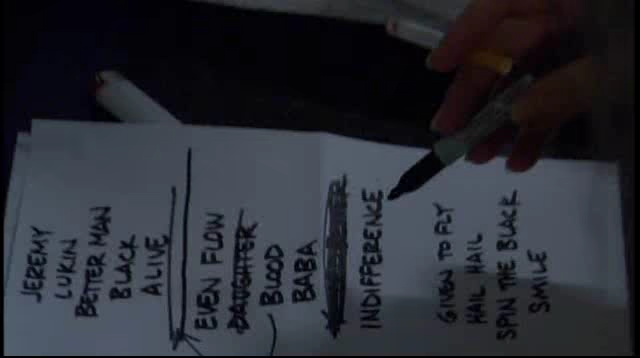 JEREMY
LUKIN
BETTER MAN
BLACK
ALIVE
EVEN FLOW
DAUGHTER
BLOOD
BABA
INDIFFERENCE
GIVEN TO FLY
HAIL HAIL
SPIN THE BLACK
SMILE